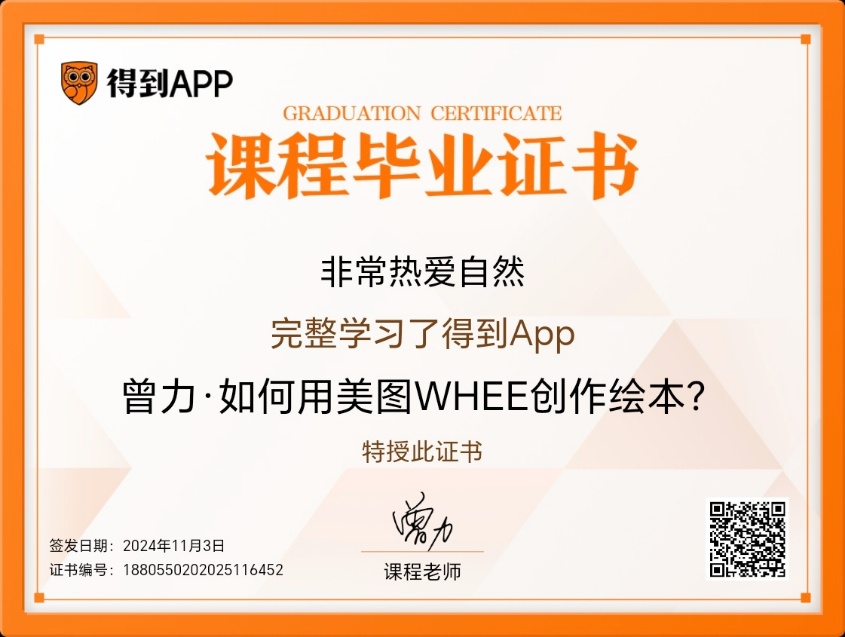 得到APP
GRADUATION CERTIFICATE
课程毕业证书
非常热爱自然
完整学习了得到App
曾力·如何用美图WHEE创作绘本？
特授此证书
曾力
课程老师
签发日期：2024年11月3日
证书编号：1880550202025116452